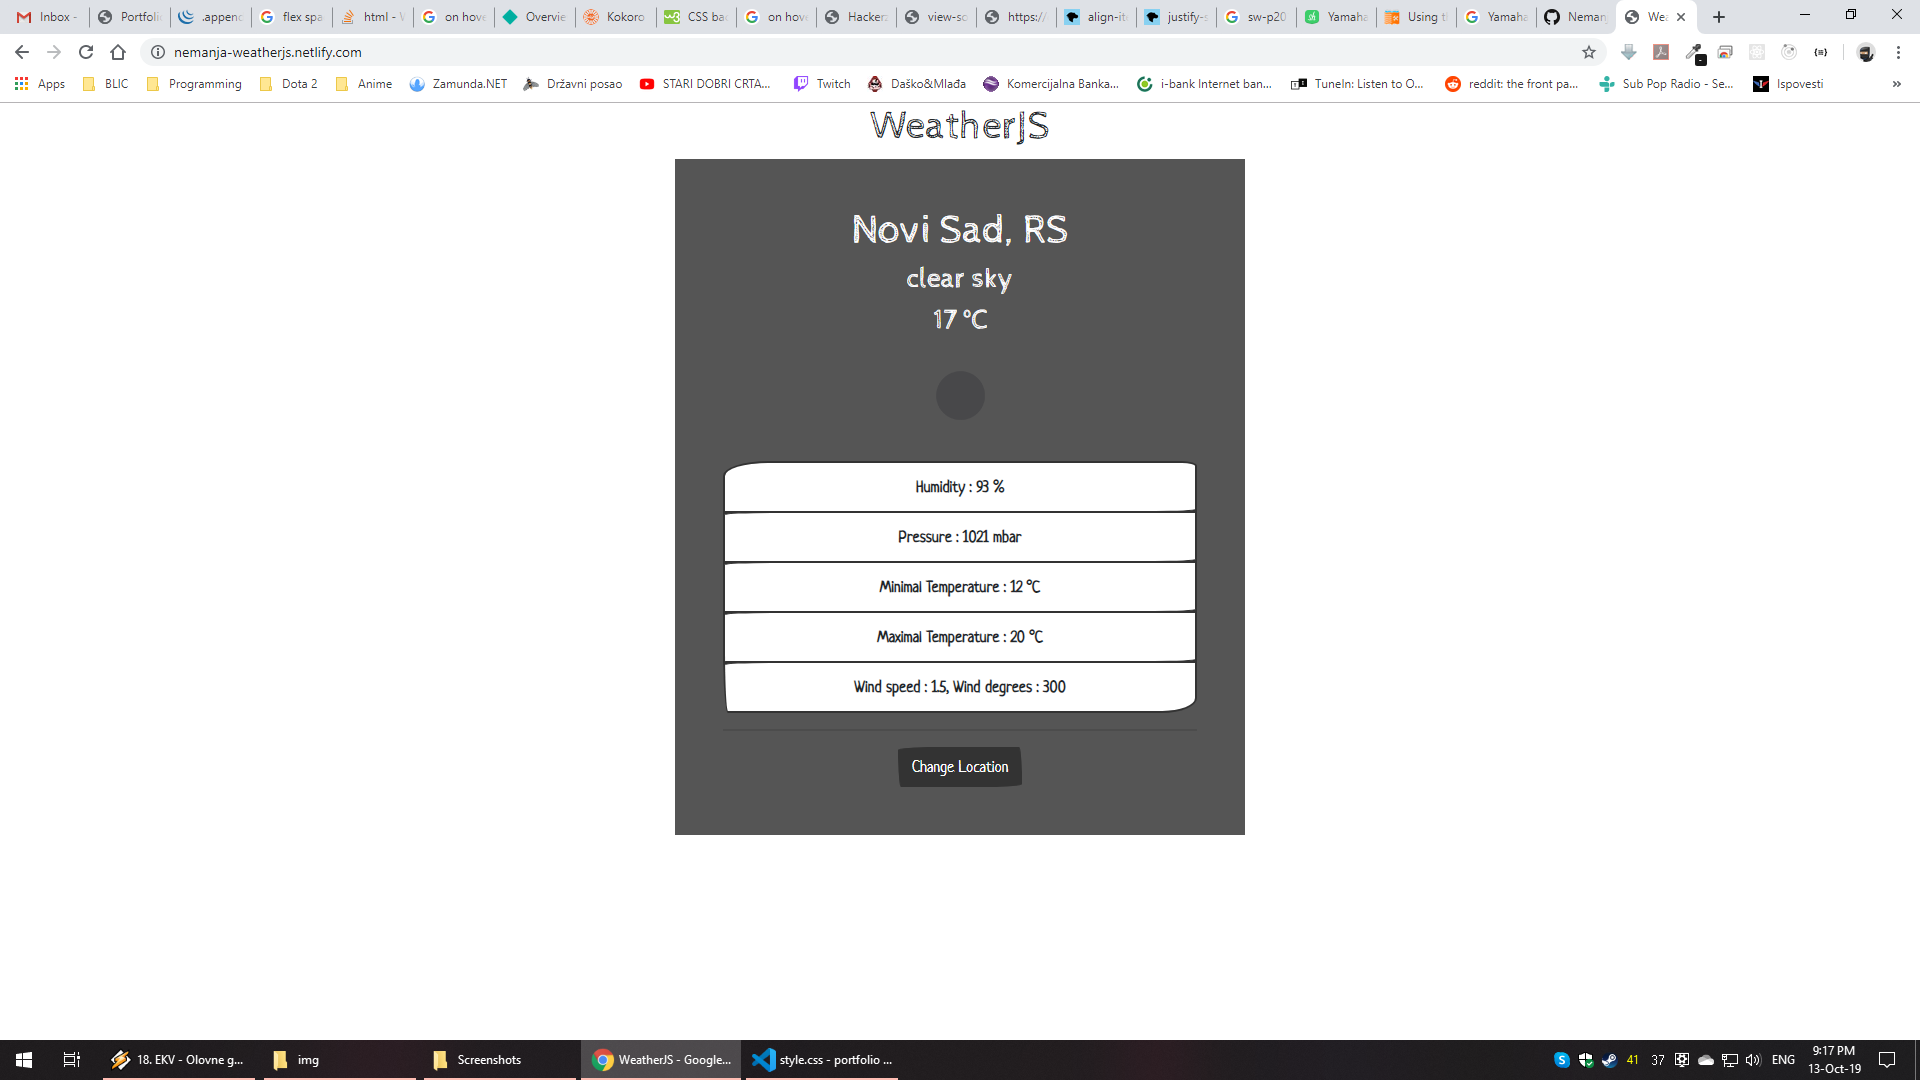 Inbox -
Portfoli
.appenc
flex spa
html - V
on hove
Overvie
Kokoro
CSS bac
on hove
Hacker
view-so
https://
align-it
justify-s
sw-p20
Yamaha
Using t
Yamaha
Neman
Wea
nemanja-weatherjs.netlify.com
Apps
BLIC
Programming
Dota 2
Anime
Zamunda.NET
Državni posao
STARI DOBRI CRTA...
Twitch
Daško&Mlađa
Komercijalna Banka...
i-bank Internet ban...
TuneIn: Listen to O...
reddit: the front pa...
Sub Pop Radio - Se...
Ispovesti
»
WeatherJS
Novi Sad, RS
clear sky
17 °C
Humidity : 93 %
Pressure : 1021 mbar
Minimal Temperature : 12 °C
Maximal Temperature : 20 °C
Wind speed : 1.5, Wind degrees : 300
Change Location
18. EKV - Olovne g...
img
Screenshots
WeatherJS - Google...
style.css - portfolio ...
41
37
ENG
9:17 PM
13-Oct-19